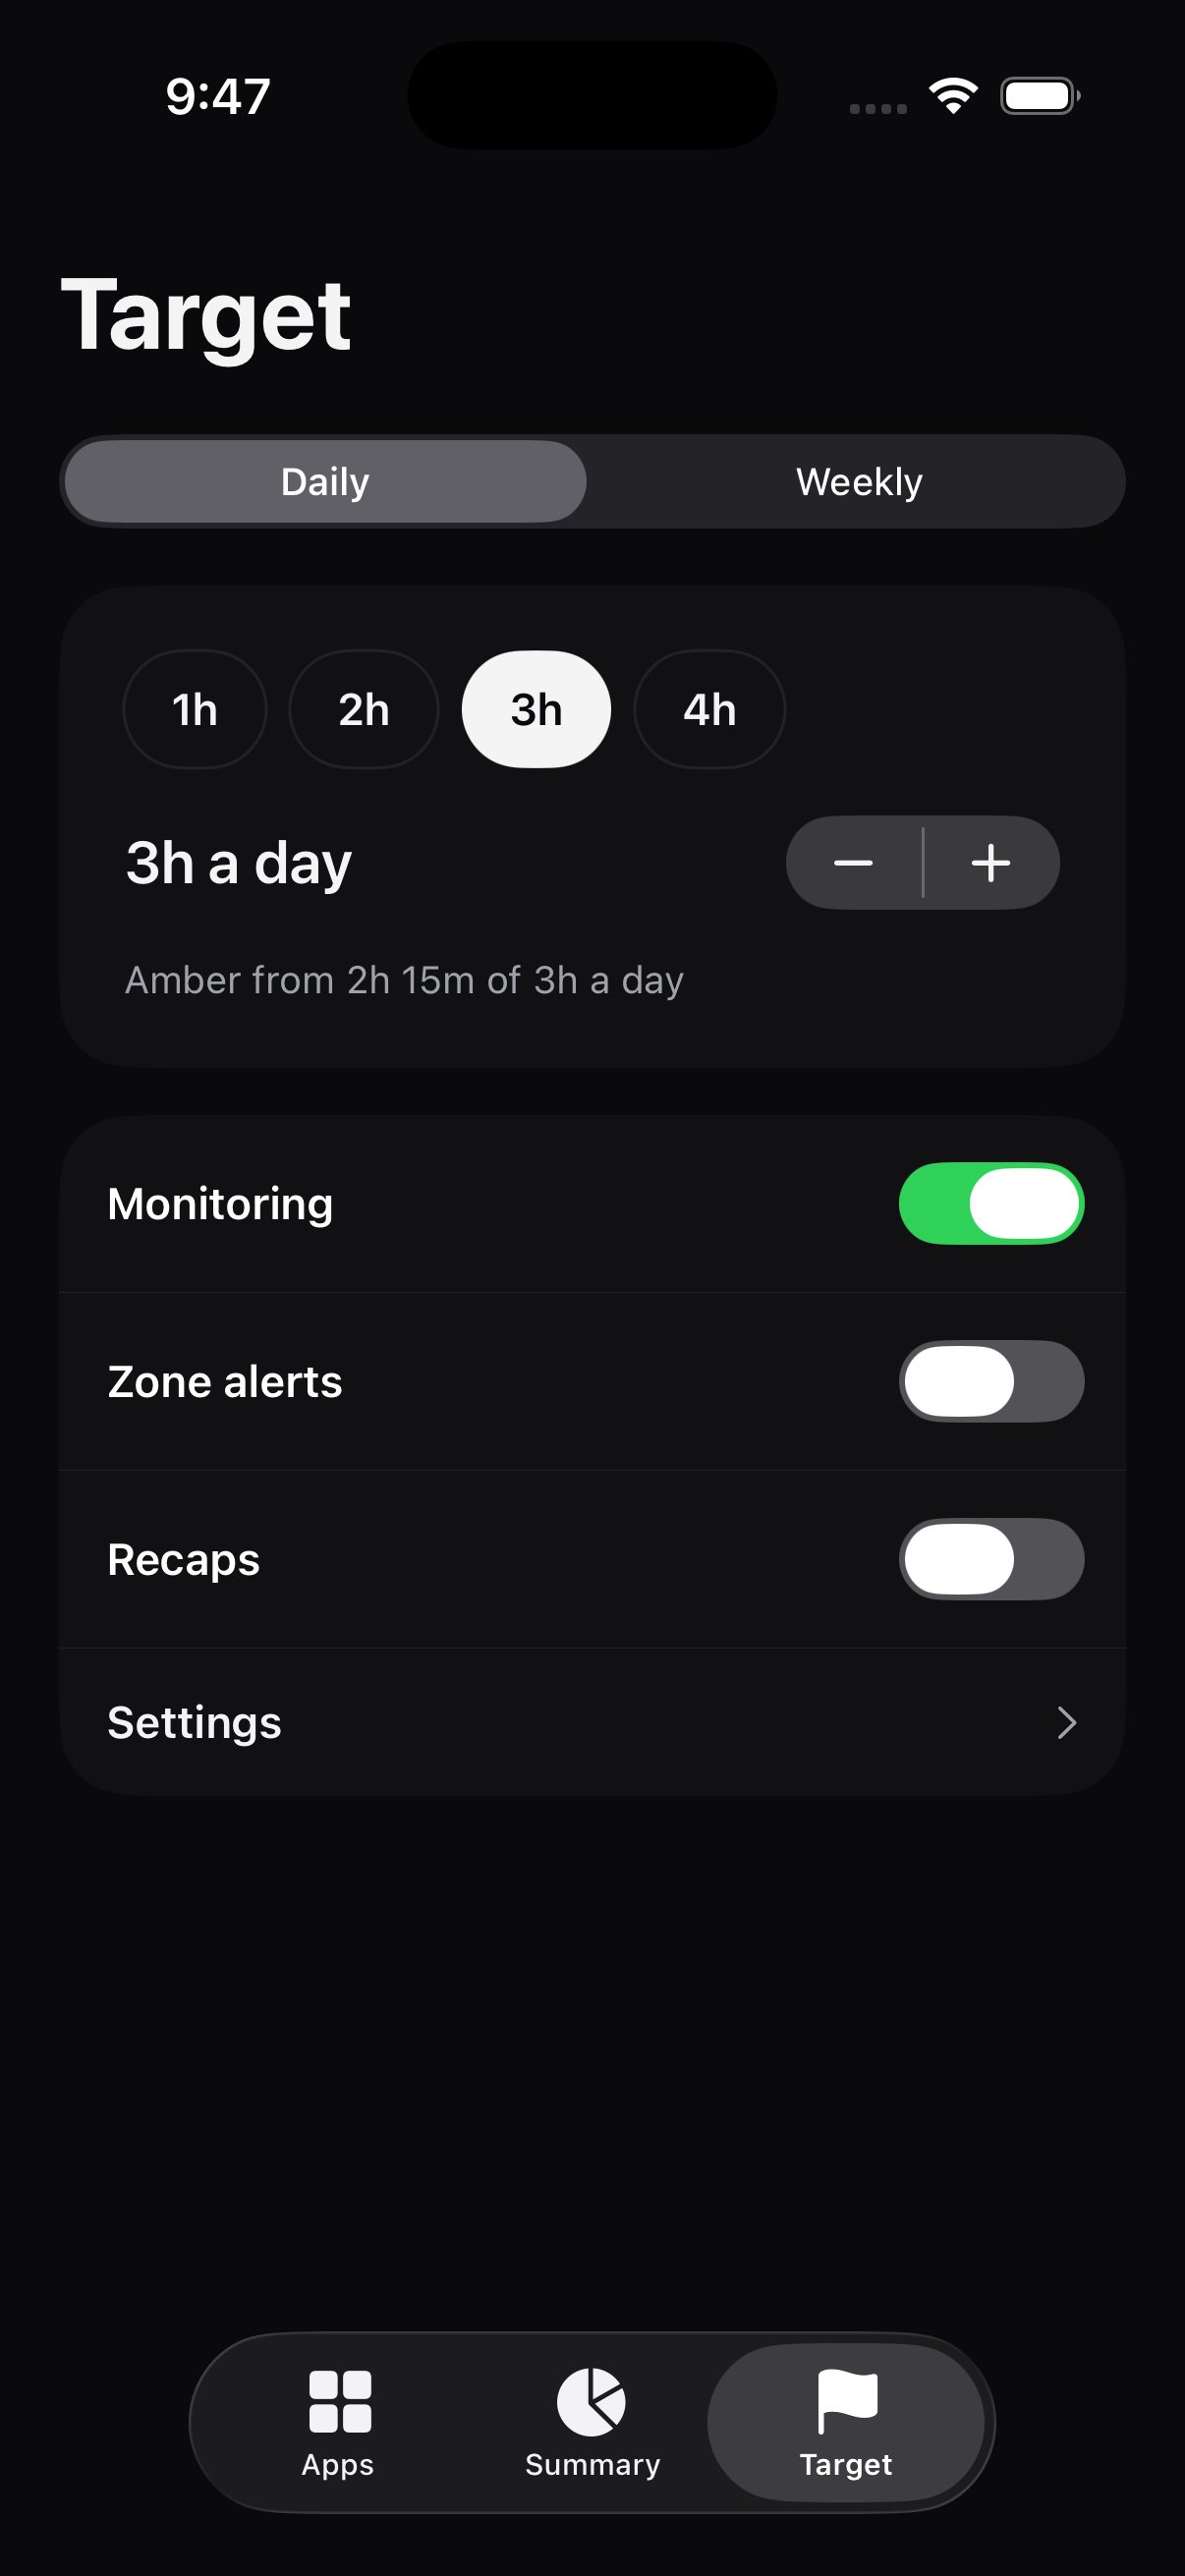 9:47
Target
Daily
Weekly
1h
2h
3h
4h
3h a day
Amber from 2h 15m of 3h a day
Monitoring
Zone alerts
Recaps
Settings
Apps
Summary
Target